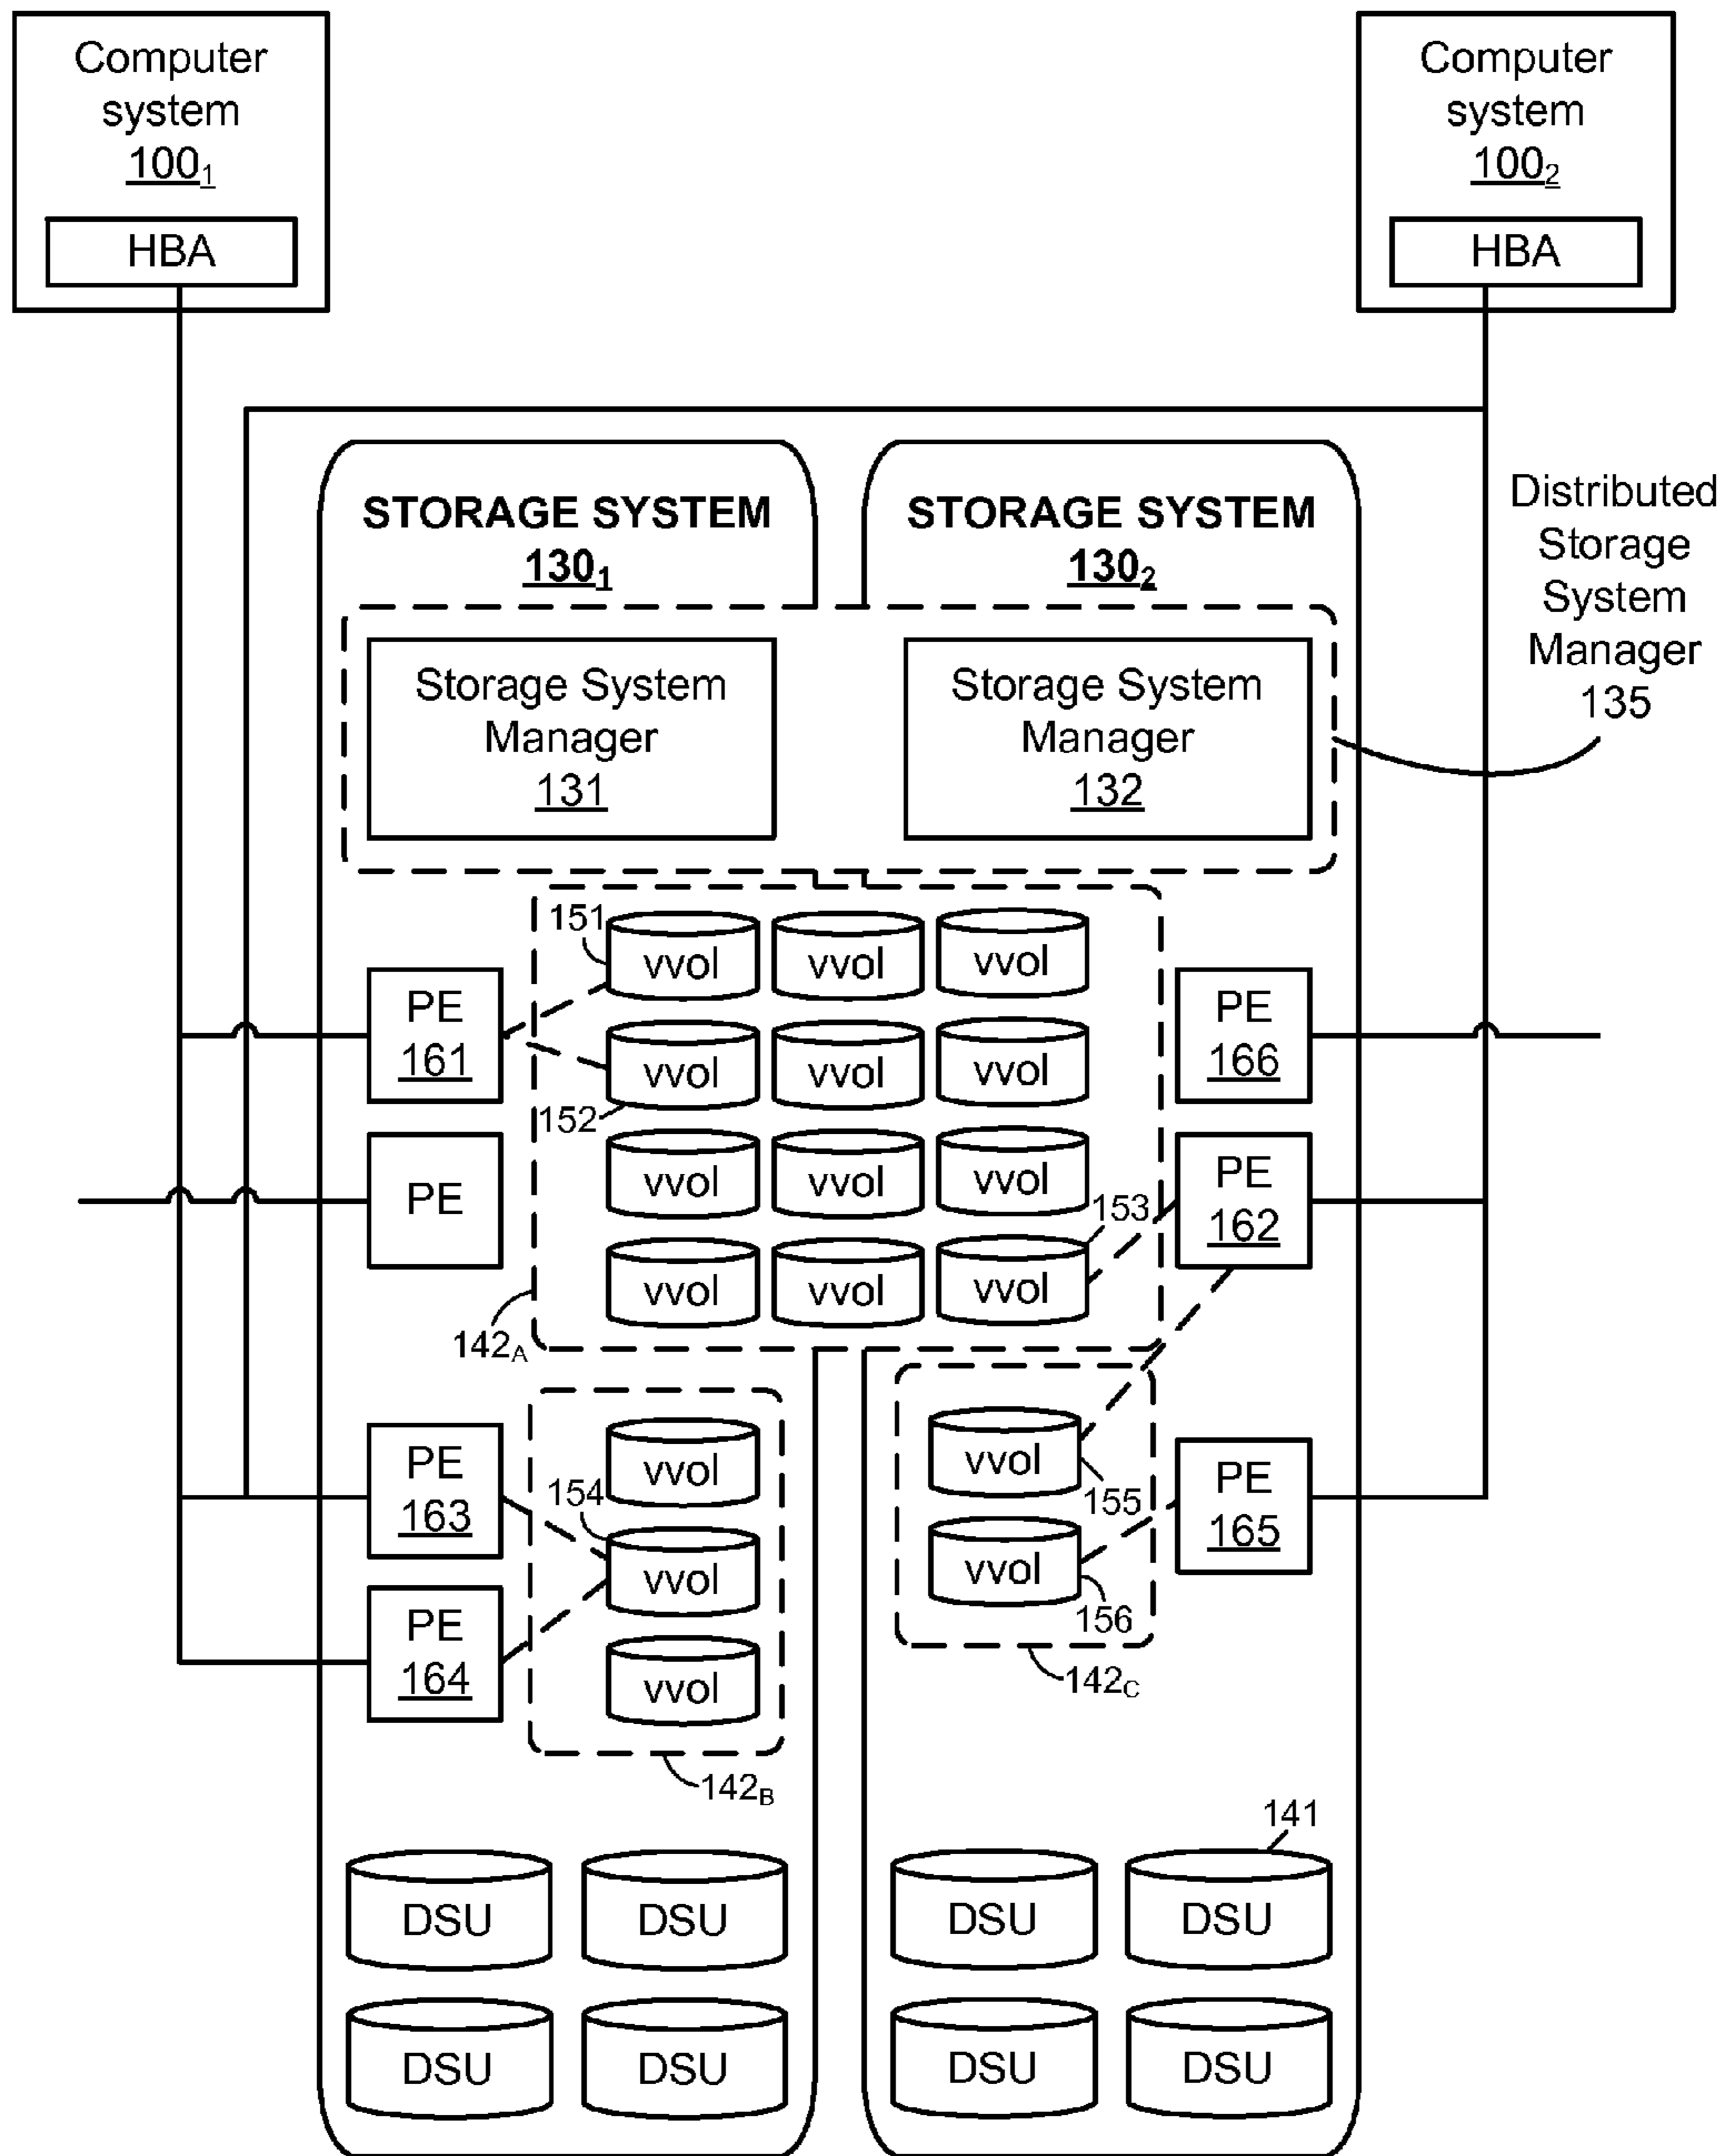 Computer
system
100₁
HBA
Computer
system
100₂
HBA
STORAGE SYSTEM
130₁
STORAGE SYSTEM
130₂
Distributed
Storage
System
Manager
135
Storage System
Manager
131
Storage System
Manager
132
151
vvol
vvol
vvol
PE
161
PE
166
vvol
vvol
vvol
152
PE
vvol
vvol
vvol
PE
162
153
vvol
vvol
vvol
142A
PE
163
vvol
154
vvol
PE
164
vvol
142B
vvol
155
vvol
156
PE
165
142C
141
DSU
DSU
DSU
DSU
DSU
DSU
DSU
DSU